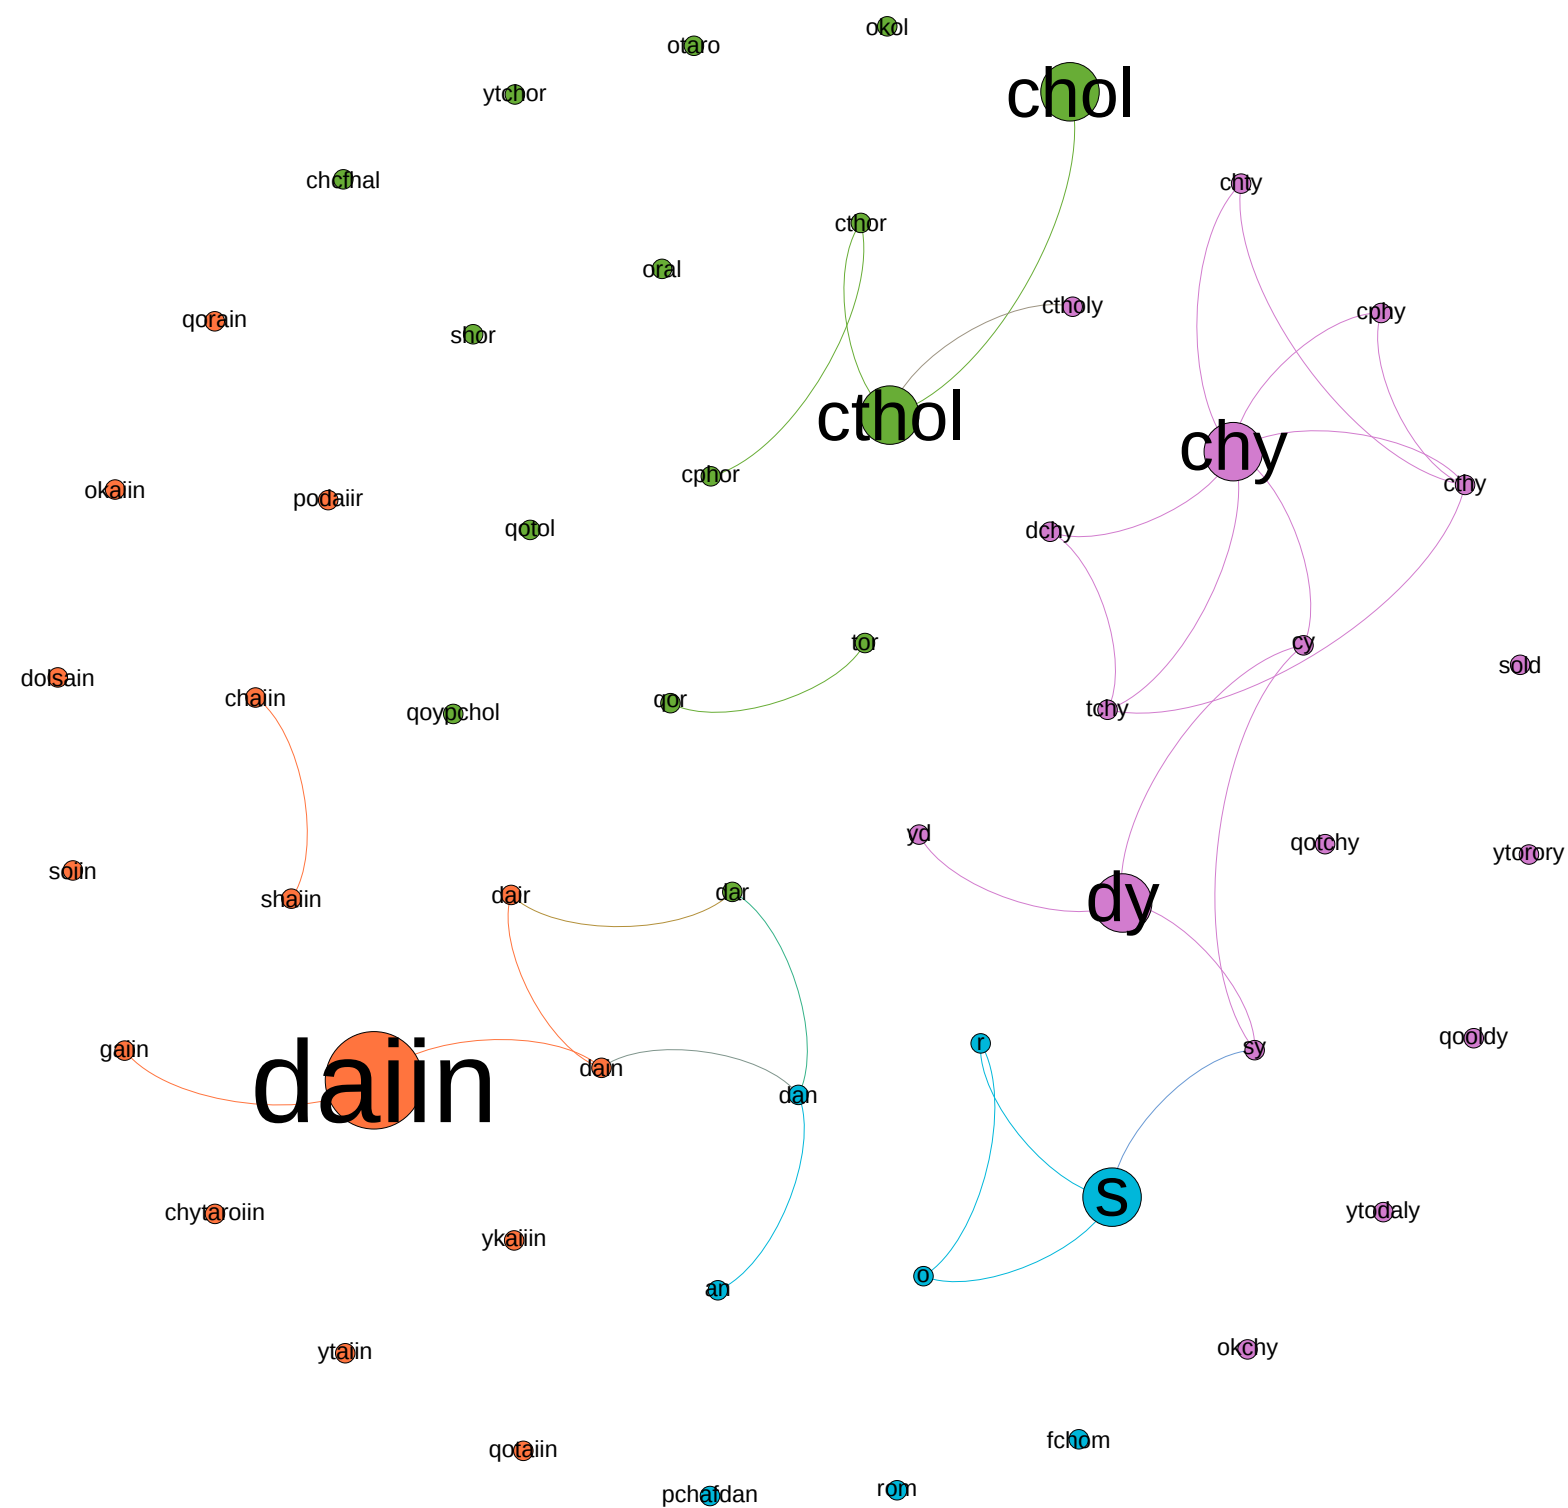 okol
otaro
chol
ytchor
chcfhal
chty
cthor
oral
ctholy
cphy
qorain
shor
cthol
chy
cphor
cthy
okaiin
podaiir
qotol
dchy
tor
cy
sold
dolsain
chaiin
qor
tchy
qoypchol
yd
qotchy
ytorory
soiin
shaiin
dair
dar
dy
qooldy
r
sy
gaiin
daiin
dain
dan
s
chytaroiin
ytodaly
ykaiiin
o
an
okchy
ytaiin
fchom
qotaiin
rom
pchafdan